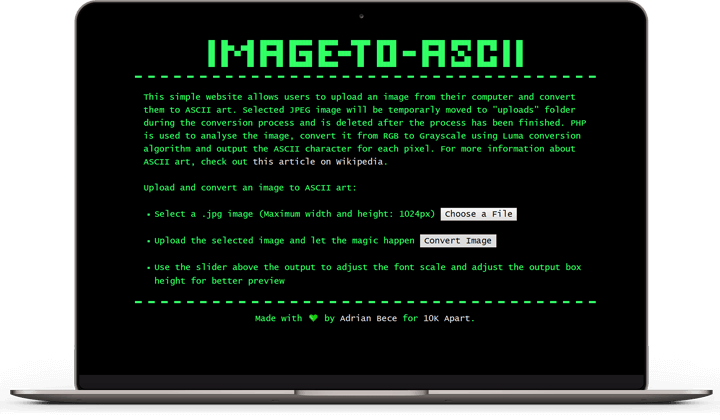 IMAGE-TO-ASCII
This simple website allows users to upload an image from their computer and convert
them to ASCII art. Selected JPEG image will be temporarly moved to "uploads" folder
during the conversion process and is deleted after the process has been finished. PHP
is used to analyse the image, convert it from RGB to Grayscale using Luma conversion
algorithm and output the ASCII character for each pixel. For more information about
ASCII art, check out this article on Wikipedia.
Upload and convert an image to ASCII art:
• Select a .jpg image (Maximum width and height: 1024px) Choose a File
• Upload the selected image and let the magic happen Convert Image
• Use the slider above the output to adjust the font scale and adjust the output box
height for better preview
Made with ♥ by Adrian Bece for 10K Apart.